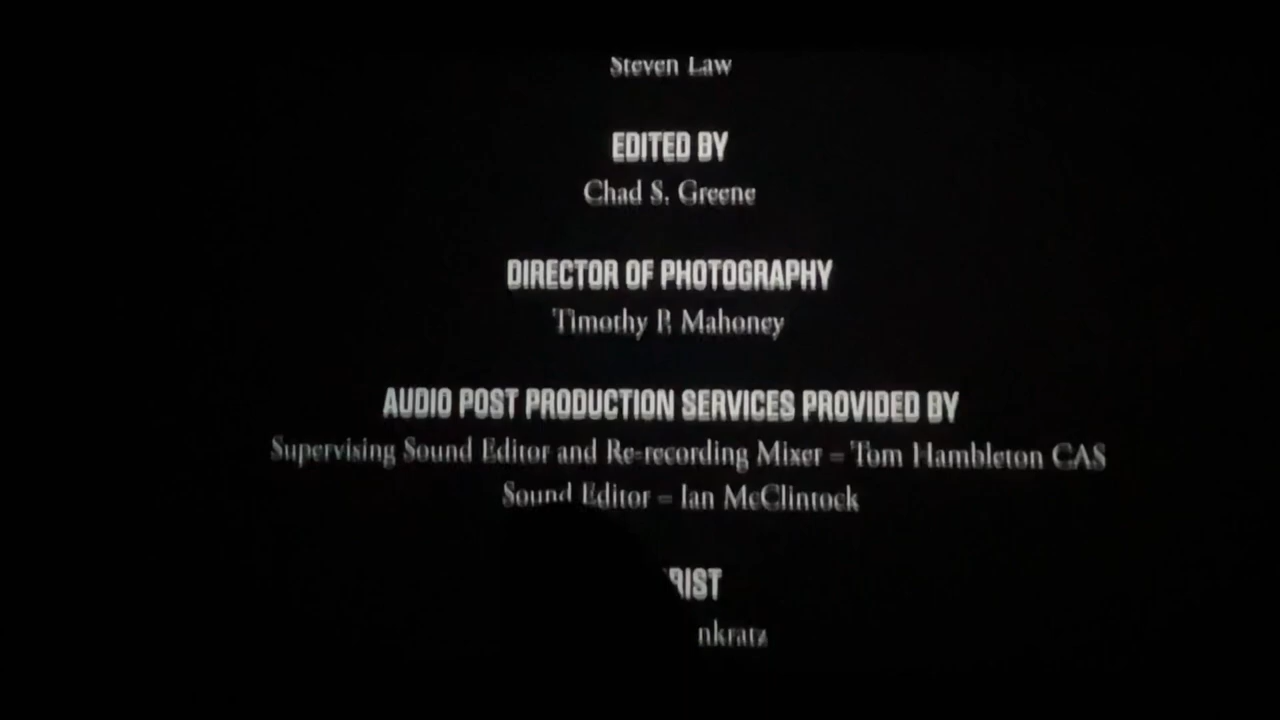 Steven Law
EDITED BY
Chad S. Greene
DIRECTOR OF PHOTOGRAPHY
Timothy P. Mahoney
AUDIO POST PRODUCTION SERVICES PROVIDED BY
Supervising Sound Editor and Re-recording Mixer - Tom Hambleton CAS
Sound Editor - Ian McClintock